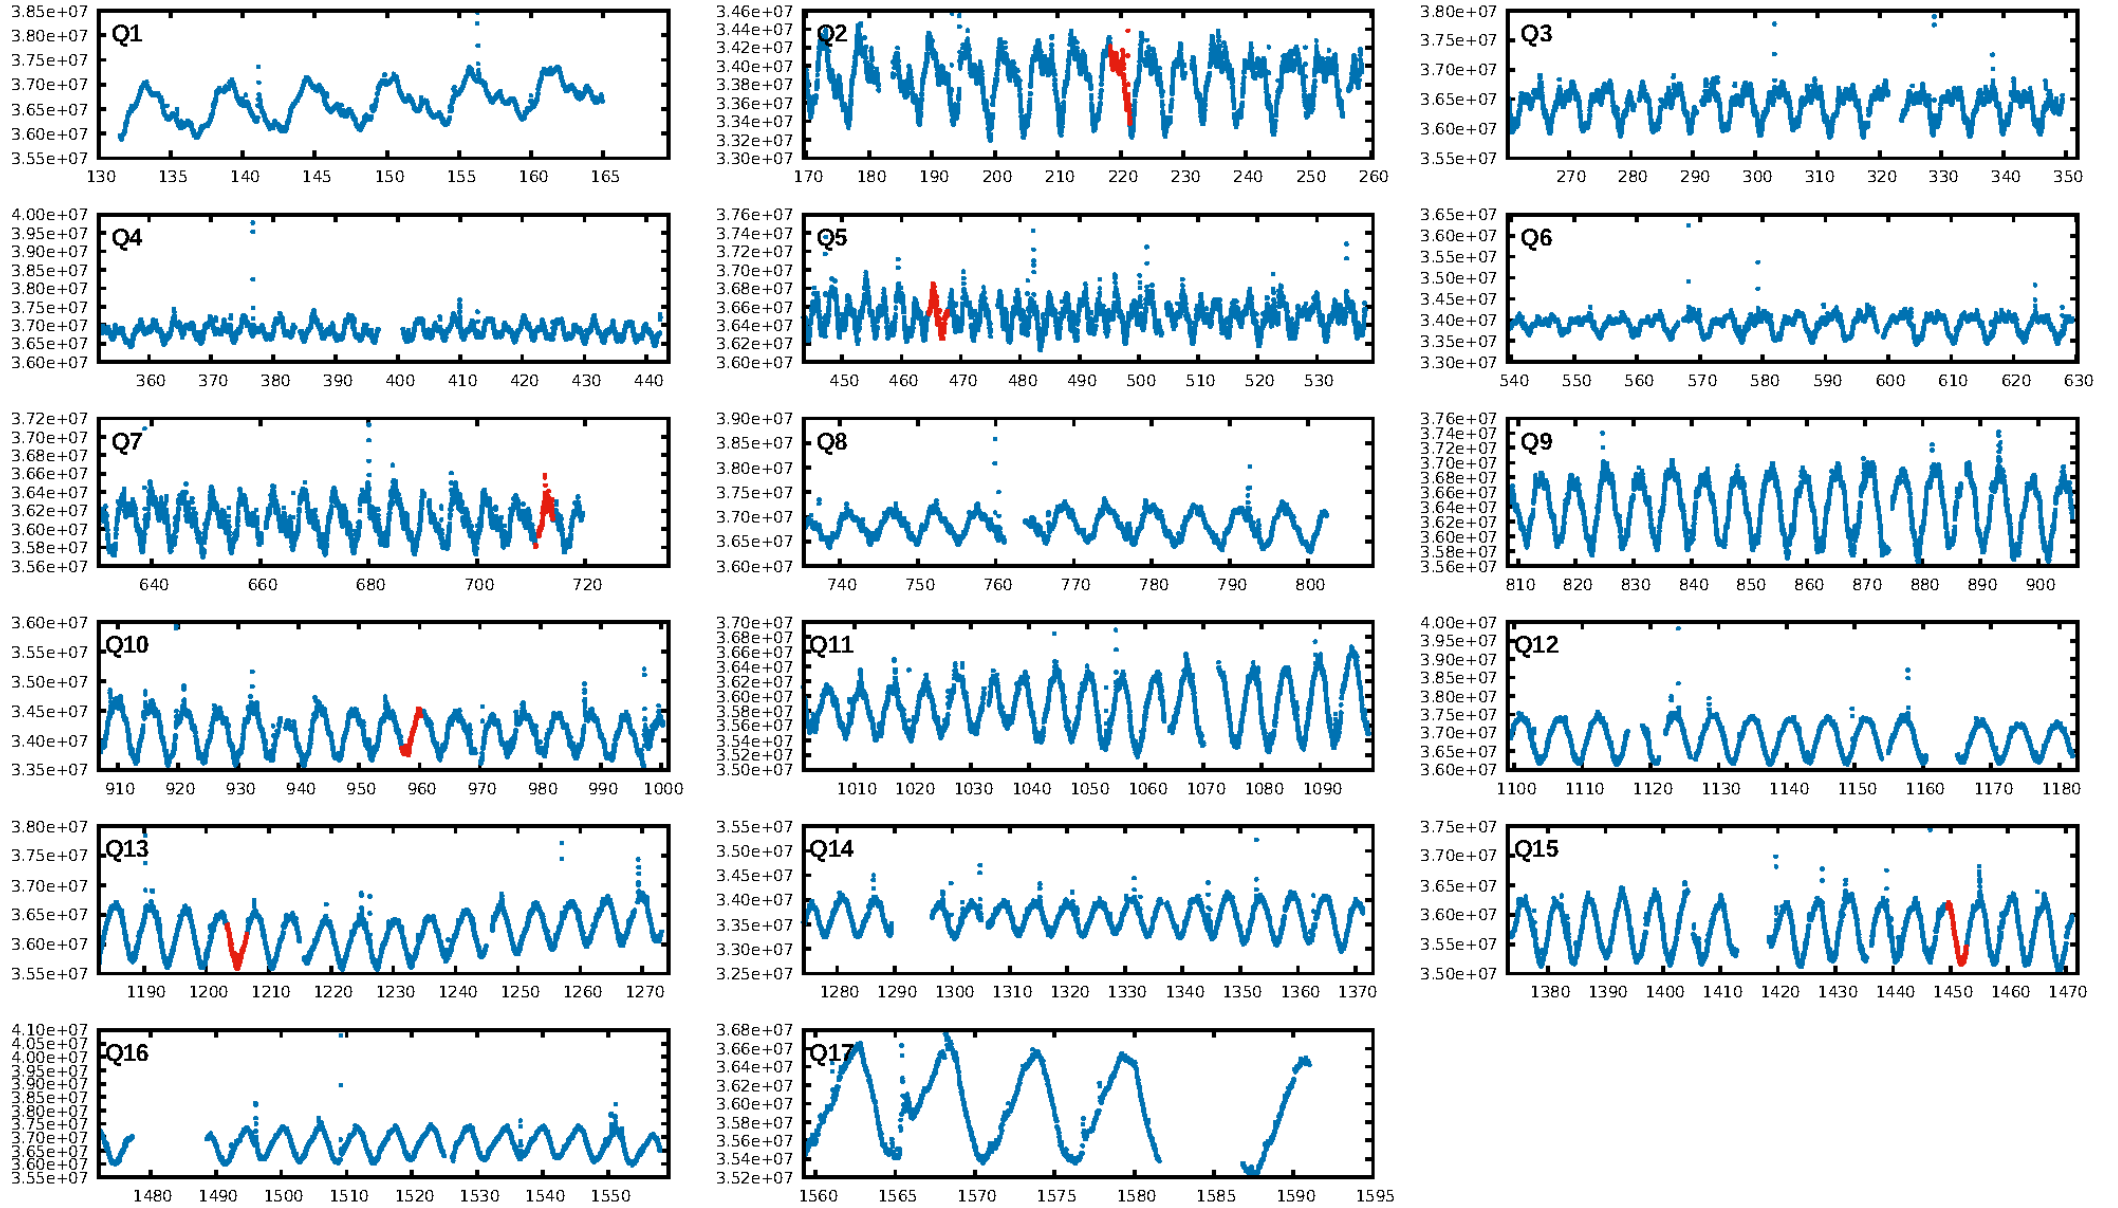 3.85e+07
3.80e+07
3.75e+07
3.70e+07
3.65e+07
3.60e+07
3.55e+07
Q1
130 135 140 145 150 155 160 165
3.46e+07
3.44e+07
3.42e+07
3.40e+07
3.38e+07
3.36e+07
3.34e+07
3.32e+07
3.30e+07
Q2
170 180 190 200 210 220 230 240 250 260
3.80e+07
3.75e+07
3.70e+07
3.65e+07
3.60e+07
3.55e+07
Q3
270 280 290 300 310 320 330 340 350
4.00e+07
3.95e+07
3.90e+07
3.85e+07
3.80e+07
3.75e+07
3.70e+07
3.65e+07
3.60e+07
Q4
360 370 380 390 400 410 420 430 440
3.76e+07
3.74e+07
3.72e+07
3.70e+07
3.68e+07
3.66e+07
3.64e+07
3.62e+07
3.60e+07
Q5
450 460 470 480 490 500 510 520 530
3.65e+07
3.60e+07
3.55e+07
3.50e+07
3.45e+07
3.40e+07
3.35e+07
3.30e+07
Q6
540 550 560 570 580 590 600 610 620 630
3.72e+07
3.70e+07
3.68e+07
3.66e+07
3.64e+07
3.62e+07
3.60e+07
3.58e+07
3.56e+07
Q7
640 660 680 700 720
3.90e+07
3.85e+07
3.80e+07
3.75e+07
3.70e+07
3.65e+07
3.60e+07
Q8
740 750 760 770 780 790 800
3.76e+07
3.74e+07
3.72e+07
3.70e+07
3.68e+07
3.66e+07
3.64e+07
3.62e+07
3.60e+07
3.58e+07
3.56e+07
Q9
810 820 830 840 850 860 870 880 890 900
3.60e+07
3.55e+07
3.50e+07
3.45e+07
3.40e+07
3.35e+07
Q10
910 920 930 940 950 960 970 980 990 1000
3.70e+07
3.68e+07
3.66e+07
3.64e+07
3.62e+07
3.60e+07
3.58e+07
3.56e+07
3.54e+07
3.52e+07
3.50e+07
Q11
1010 1020 1030 1040 1050 1060 1070 1080 1090
4.00e+07
3.95e+07
3.90e+07
3.85e+07
3.80e+07
3.75e+07
3.70e+07
3.65e+07
3.60e+07
Q12
1100 1110 1120 1130 1140 1150 1160 1170 1180
3.80e+07
3.75e+07
3.70e+07
3.65e+07
3.60e+07
3.55e+07
Q13
1190 1200 1210 1220 1230 1240 1250 1260 1270
3.55e+07
3.50e+07
3.45e+07
3.40e+07
3.35e+07
3.30e+07
3.25e+07
Q14
1280 1290 1300 1310 1320 1330 1340 1350 1360 1370
3.75e+07
3.70e+07
3.65e+07
3.60e+07
3.55e+07
3.50e+07
Q15
1380 1390 1400 1410 1420 1430 1440 1450 1460 1470
4.10e+07
4.05e+07
4.00e+07
3.95e+07
3.90e+07
3.85e+07
3.80e+07
3.75e+07
3.70e+07
3.65e+07
3.60e+07
3.55e+07
Q16
1480 1490 1500 1510 1520 1530 1540 1550
3.68e+07
3.66e+07
3.64e+07
3.62e+07
3.60e+07
3.58e+07
3.56e+07
3.54e+07
3.52e+07
Q17
1560 1565 1570 1575 1580 1585 1590 1595